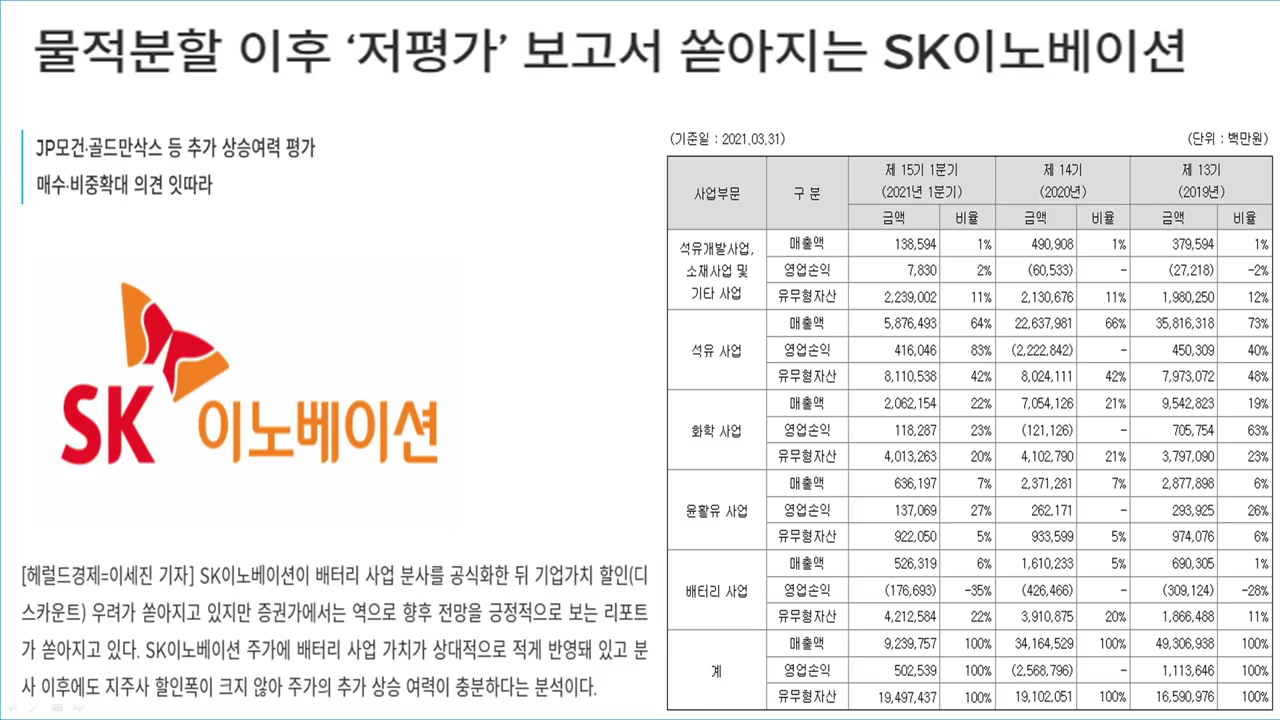 물적분할 이후 ‘저평가’ 보고서 쏟아지는 SK이노베이션
JP모건·골드만삭스 등 추가 상승여력 평가
매수·비중확대 의견 잇따라
SK 이노베이션
[헤럴드경제=이세진 기자] SK이노베이션이 배터리 사업 분사를 공식화한 뒤 기업가치 할인(디
스카운트) 우려가 쏟아지고 있지만 증권가에서는 역으로 향후 전망을 긍정적으로 보는 리포트
가 쏟아지고 있다. SK이노베이션 주가에 배터리 사업 가치가 상대적으로 적게 반영돼 있고 분
사 이후에도 지주사 할인폭이 크지 않아 주가의 추가 상승 여력이 충분하다는 분석이다.
(기준일 : 2021.03.31) (단위 : 백만원)
사업부문 구 분 제 15기 1분기 제 14기 제 13기
(2021년 1분기) (2020년) (2019년)
금액 비율 금액 비율 금액 비율
석유개발사업, 소재사업 및 기타 사업 매출액 138,594 1% 490,908 1% 379,594 1%
영업손익 7,830 2% (60,533) - (27,218) -2%
유무형자산 2,239,002 11% 2,130,676 11% 1,980,250 12%
석유 사업 매출액 5,876,493 64% 22,637,981 66% 35,816,318 73%
영업손익 416,046 83% (2,222,842) - 450,309 40%
유무형자산 8,110,538 42% 8,024,111 42% 7,973,072 48%
화학 사업 매출액 2,062,154 22% 7,054,126 21% 9,542,823 19%
영업손익 118,287 23% (121,126) - 705,754 63%
유무형자산 4,013,263 20% 4,102,790 21% 3,797,090 23%
윤활유 사업 매출액 636,197 7% 2,371,281 7% 2,877,898 6%
영업손익 137,069 27% 262,171 - 293,925 26%
유무형자산 922,050 5% 933,599 5% 974,076 6%
배터리 사업 매출액 526,319 6% 1,610,233 5% 690,305 1%
영업손익 (176,693) -35% (426,466) - (309,124) -28%
유무형자산 4,212,584 22% 3,910,875 20% 1,866,488 11%
계 매출액 9,239,757 100% 34,164,529 100% 49,306,938 100%
영업손익 502,539 100% (2,568,796) - 1,113,646 100%
유무형자산 19,497,437 100% 19,102,051 100% 16,590,976 100%